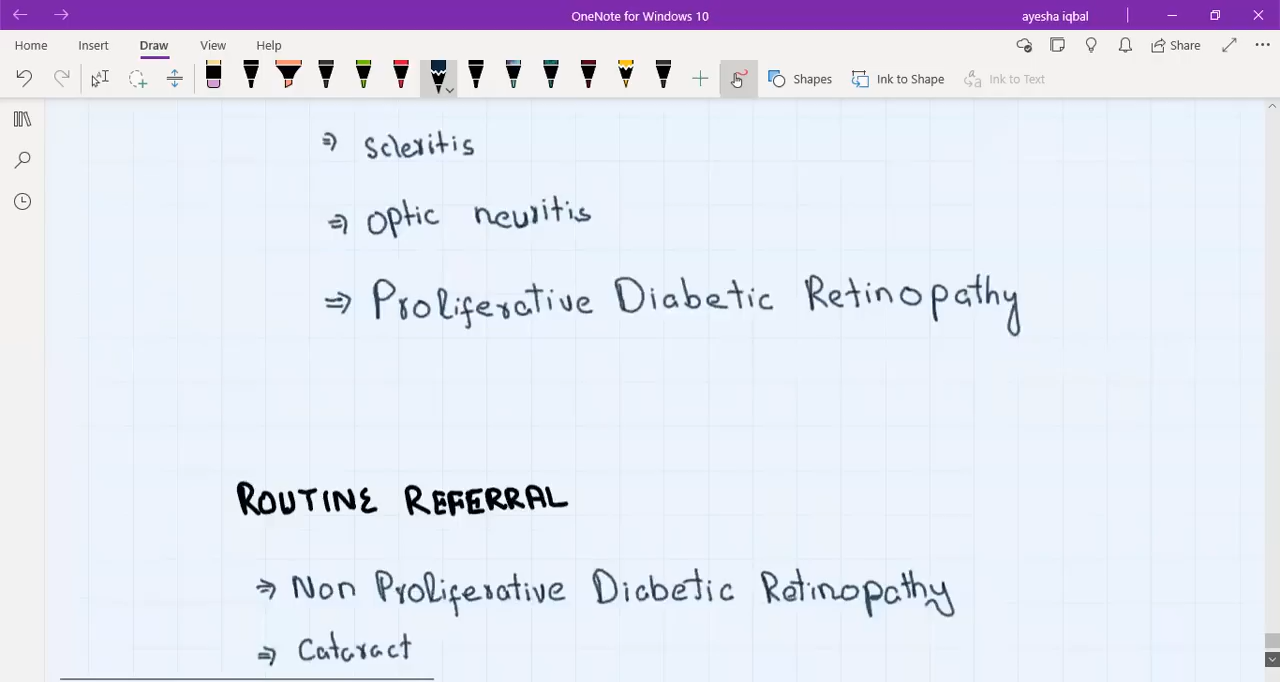 OneNote for Windows 10
ayesha iqbal
Home Insert Draw View Help
Share
Shapes Ink to Shape Ink to Text
⇒ Scleritis
⇒ Optic neuritis
⇒ Proliferative Diabetic Retinopathy
ROUTINE REFERRAL
⇒ Non Proliferative Diabetic Retinopathy
⇒ Cataract